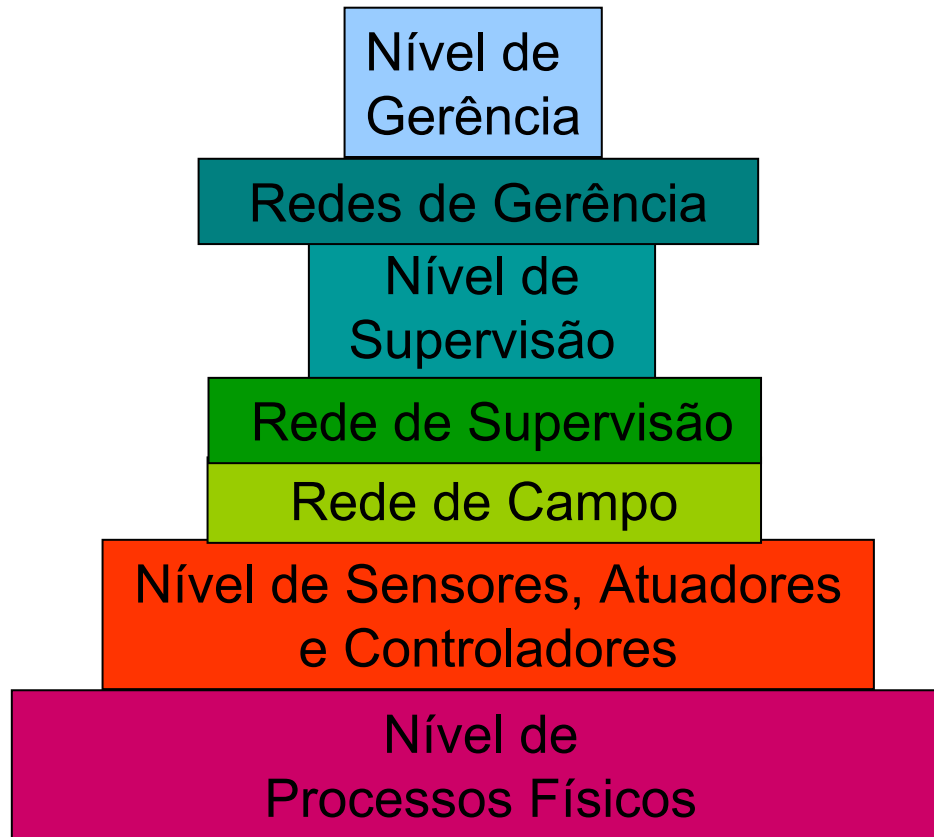 Nível de
Gerência
Redes de Gerência
Nível de
Supervisão
Rede de Supervisão
Rede de Campo
Nível de Sensores, Atuadores
e Controladores
Nível de
Processos Físicos